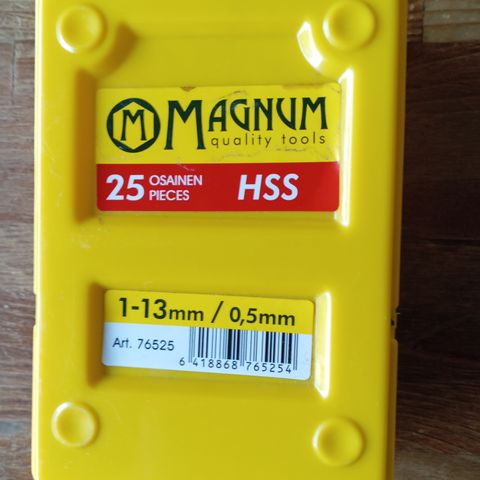 M MAGNUM
quality tools
25 OSAINEN
PIECES
HSS
1-13mm / 0,5mm
Art. 76525
6 418868 765254